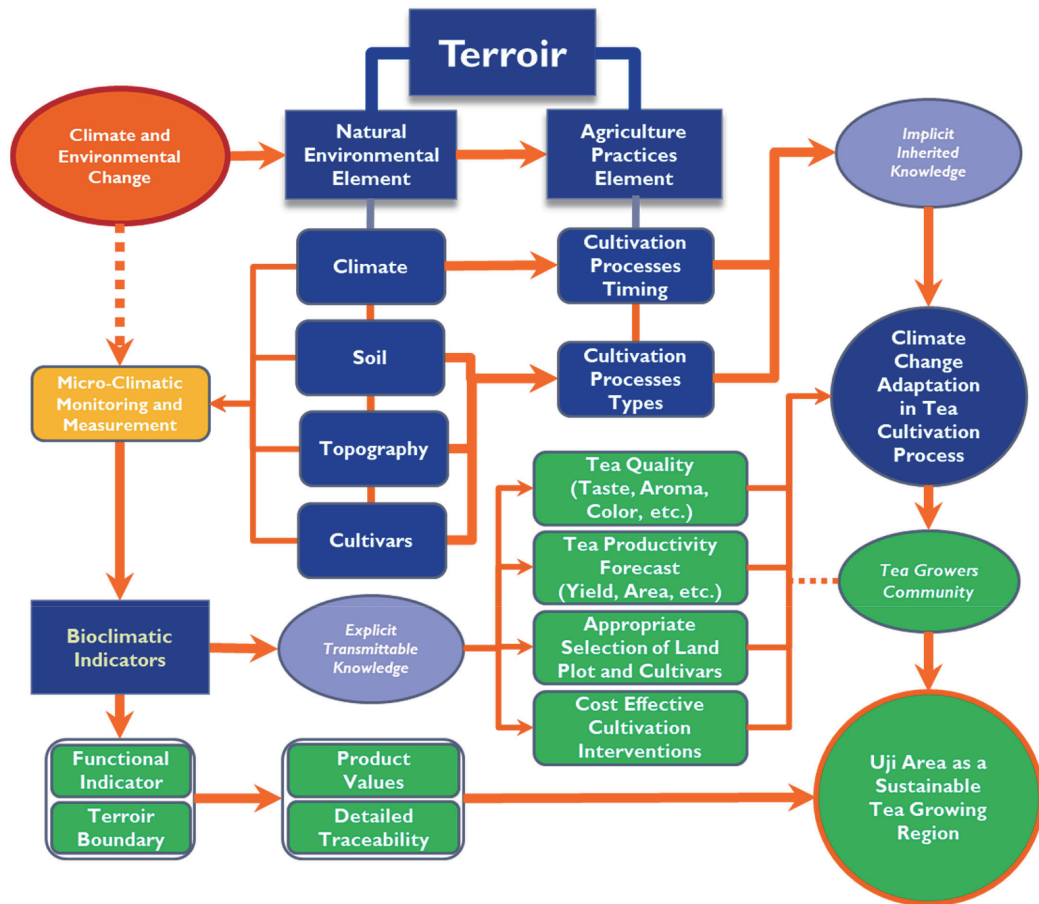 Terroir
Climate and
Environmental
Change
Natural
Environmental
Element
Agriculture
Practices
Element
Implicit
Inherited
Knowledge
Climate
Cultivation
Processes
Timing
Soil
Cultivation
Processes
Types
Climate
Change
Adaptation
in Tea
Cultivation
Process
Micro-Climatic
Monitoring and
Measurement
Topography
Cultivars
Tea Quality
(Taste, Aroma,
Color, etc.)
Tea Productivity
Forecast
(Yield, Area, etc.)
Tea Growers
Community
Bioclimatic
Indicators
Explicit
Transmittable
Knowledge
Appropriate
Selection of Land
Plot and Cultivars
Cost Effective
Cultivation
Interventions
Functional
Indicator
Terroir
Boundary
Product
Values
Detailed
Traceability
Uji Area as a
Sustainable
Tea Growing
Region